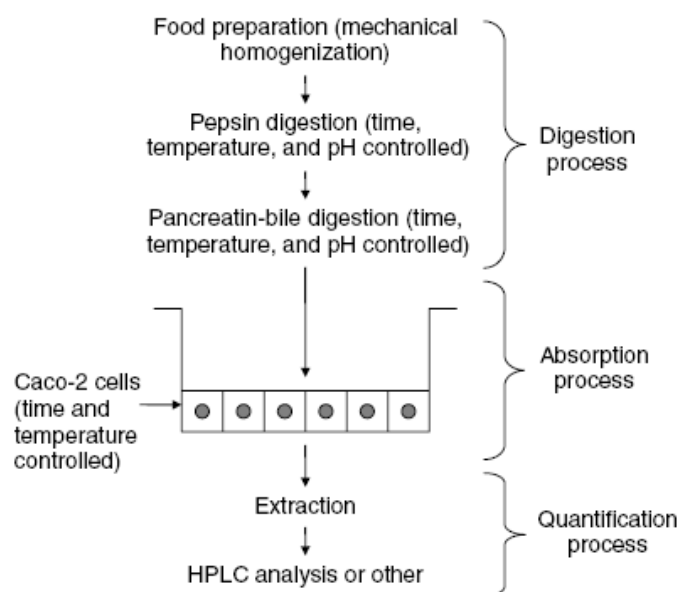 Food preparation (mechanical
homogenization)
Pepsin digestion (time,
temperature, and pH controlled)
Digestion
process
Pancreatin-bile digestion (time,
temperature, and pH controlled)
Absorption
process
Caco-2 cells
(time and
temperature
controlled)
Extraction
Quantification
process
HPLC analysis or other